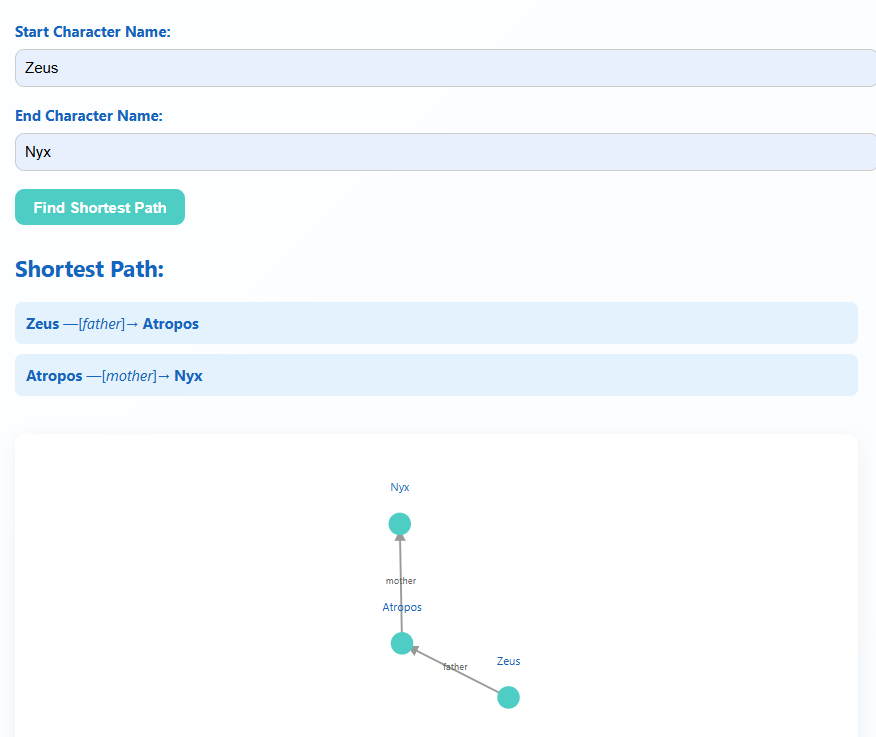 Start Character Name:
Zeus
End Character Name:
Nyx
Find Shortest Path
Shortest Path:
Zeus —[father]→ Atropos
Atropos —[mother]→ Nyx
Nyx
mother
Atropos
father
Zeus